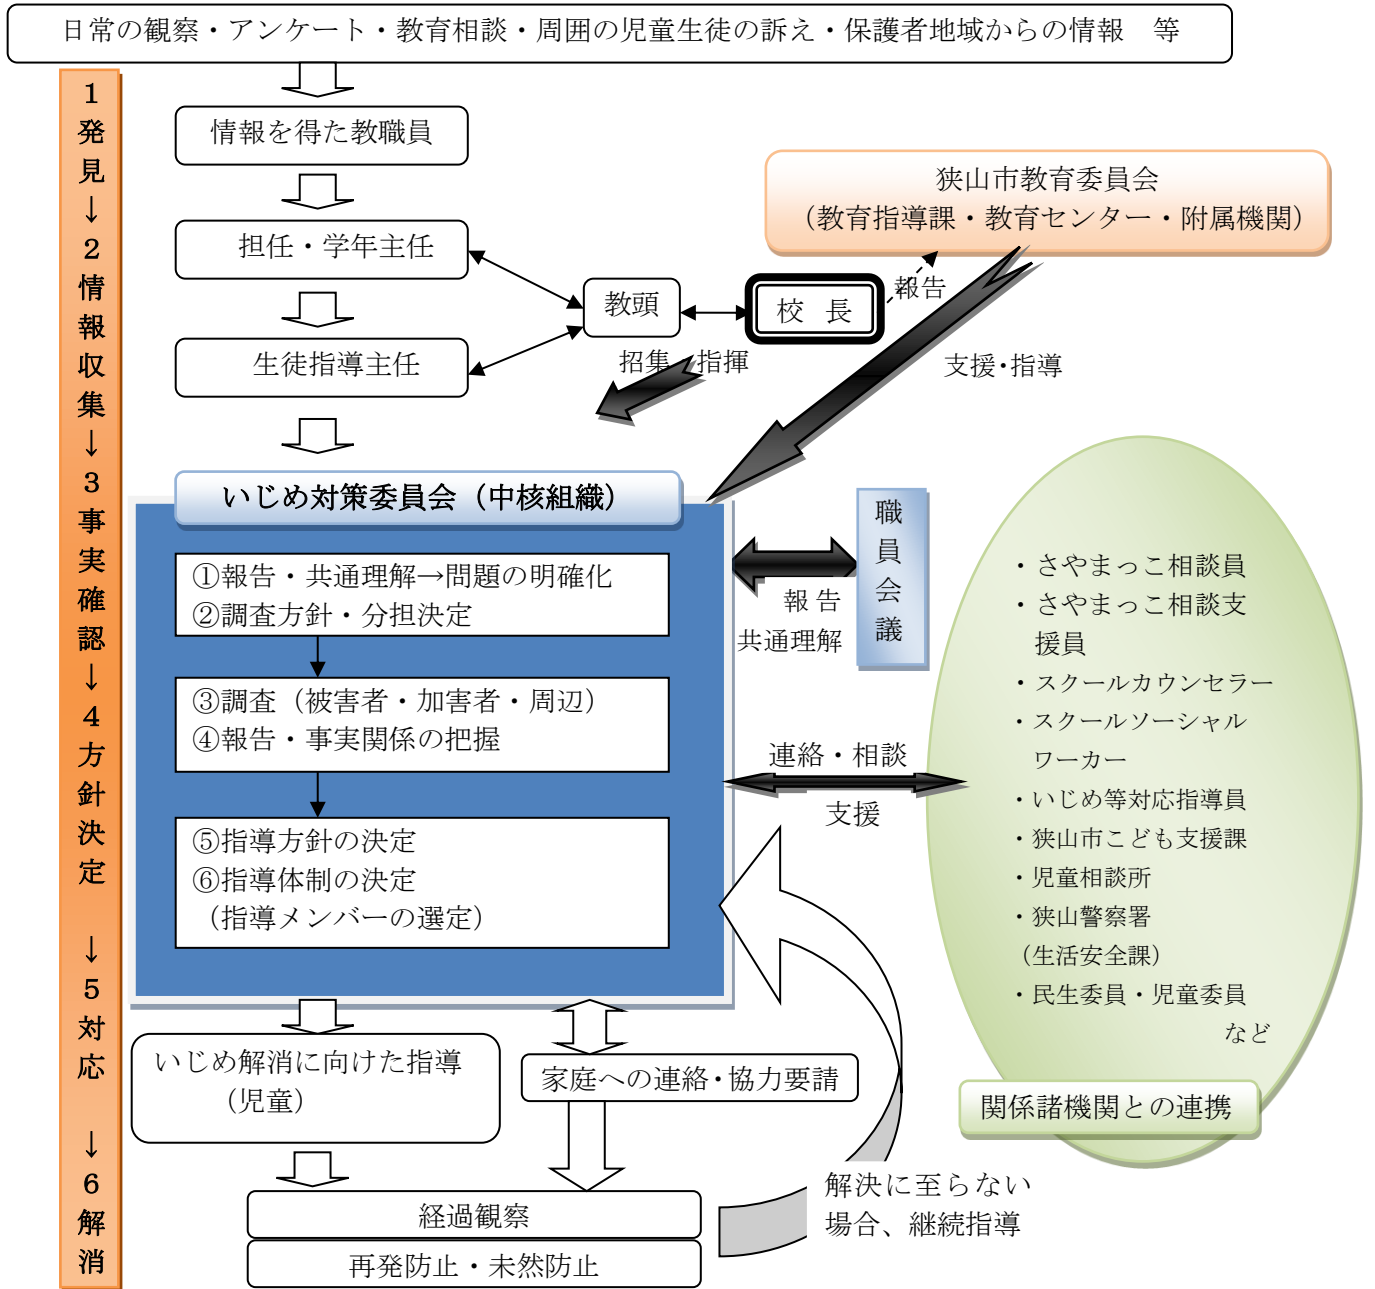 日常の観察・アンケート・教育相談・周囲の児童生徒の訴え・保護者地域からの情報　等
1発見→2情報収集→3事実確認→4方針決定　→5対応　→6解消
情報を得た教職員
担任・学年主任
生徒指導主任
教頭
校　長
報告
狭山市教育委員会
（教育指導課・教育センター・附属機関）
招集・指揮
支援・指導
いじめ対策委員会（中核組織）
①報告・共通理解→問題の明確化
②調査方針・分担決定
③調査（被害者・加害者・周辺）
④報告・事実関係の把握
⑤指導方針の決定
⑥指導体制の決定
（指導メンバーの選定）
職員会議
報 告
共通理解
連絡・相談
支援
・さやまっこ相談員
・さやまっこ相談支
援員
・スクールカウンセラー
・スクールソーシャル
ワーカー
・いじめ等対応指導員
・狭山市こども支援課
・児童相談所
・狭山警察署
（生活安全課）
・民生委員・児童委員
など
関係諸機関との連携
いじめ解消に向けた指導
（児童）
家庭への連絡・協力要請
経過観察
再発防止・未然防止
解決に至らない
場合、継続指導